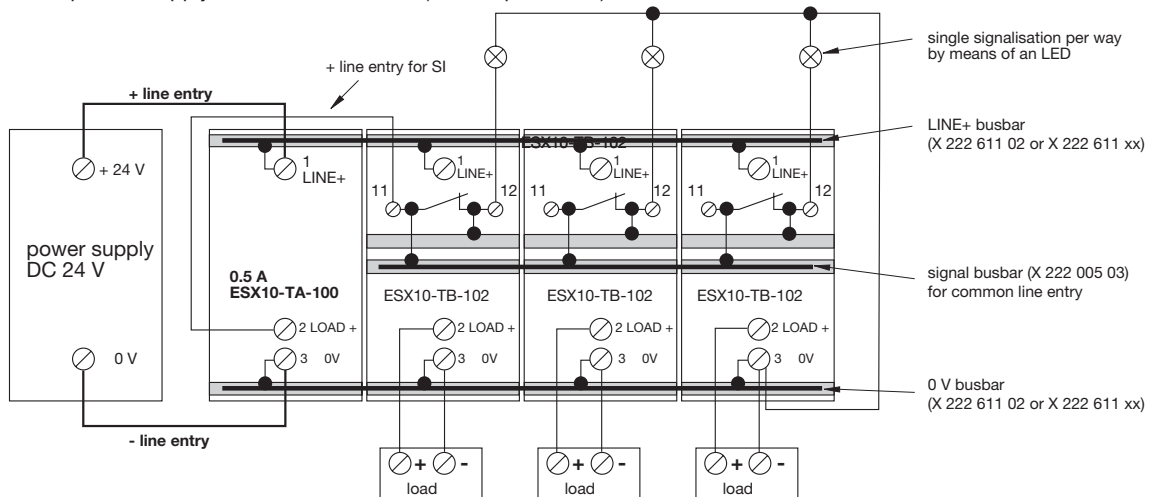 single signalisation per way
by means of an LED
+ line entry for SI
+ line entry
LINE+ busbar
(X 222 611 02 or X 222 611 xx)
ESX10-TB-102
+ 24 V
1
LINE+
1
LINE+
1
LINE+
1
LINE+
11
12
11
12
11
12
power supply
DC 24 V
0.5 A
ESX10-TA-100
signal busbar (X 222 005 03)
for common line entry
ESX10-TB-102
ESX10-TB-102
ESX10-TB-102
2 LOAD +
2 LOAD +
2 LOAD +
2 LOAD +
0 V
3 0V
3 0V
3 0V
3 0V
0 V busbar
(X 222 611 02 or X 222 611 xx)
- line entry
+ -
load
+ -
load
+ -
load